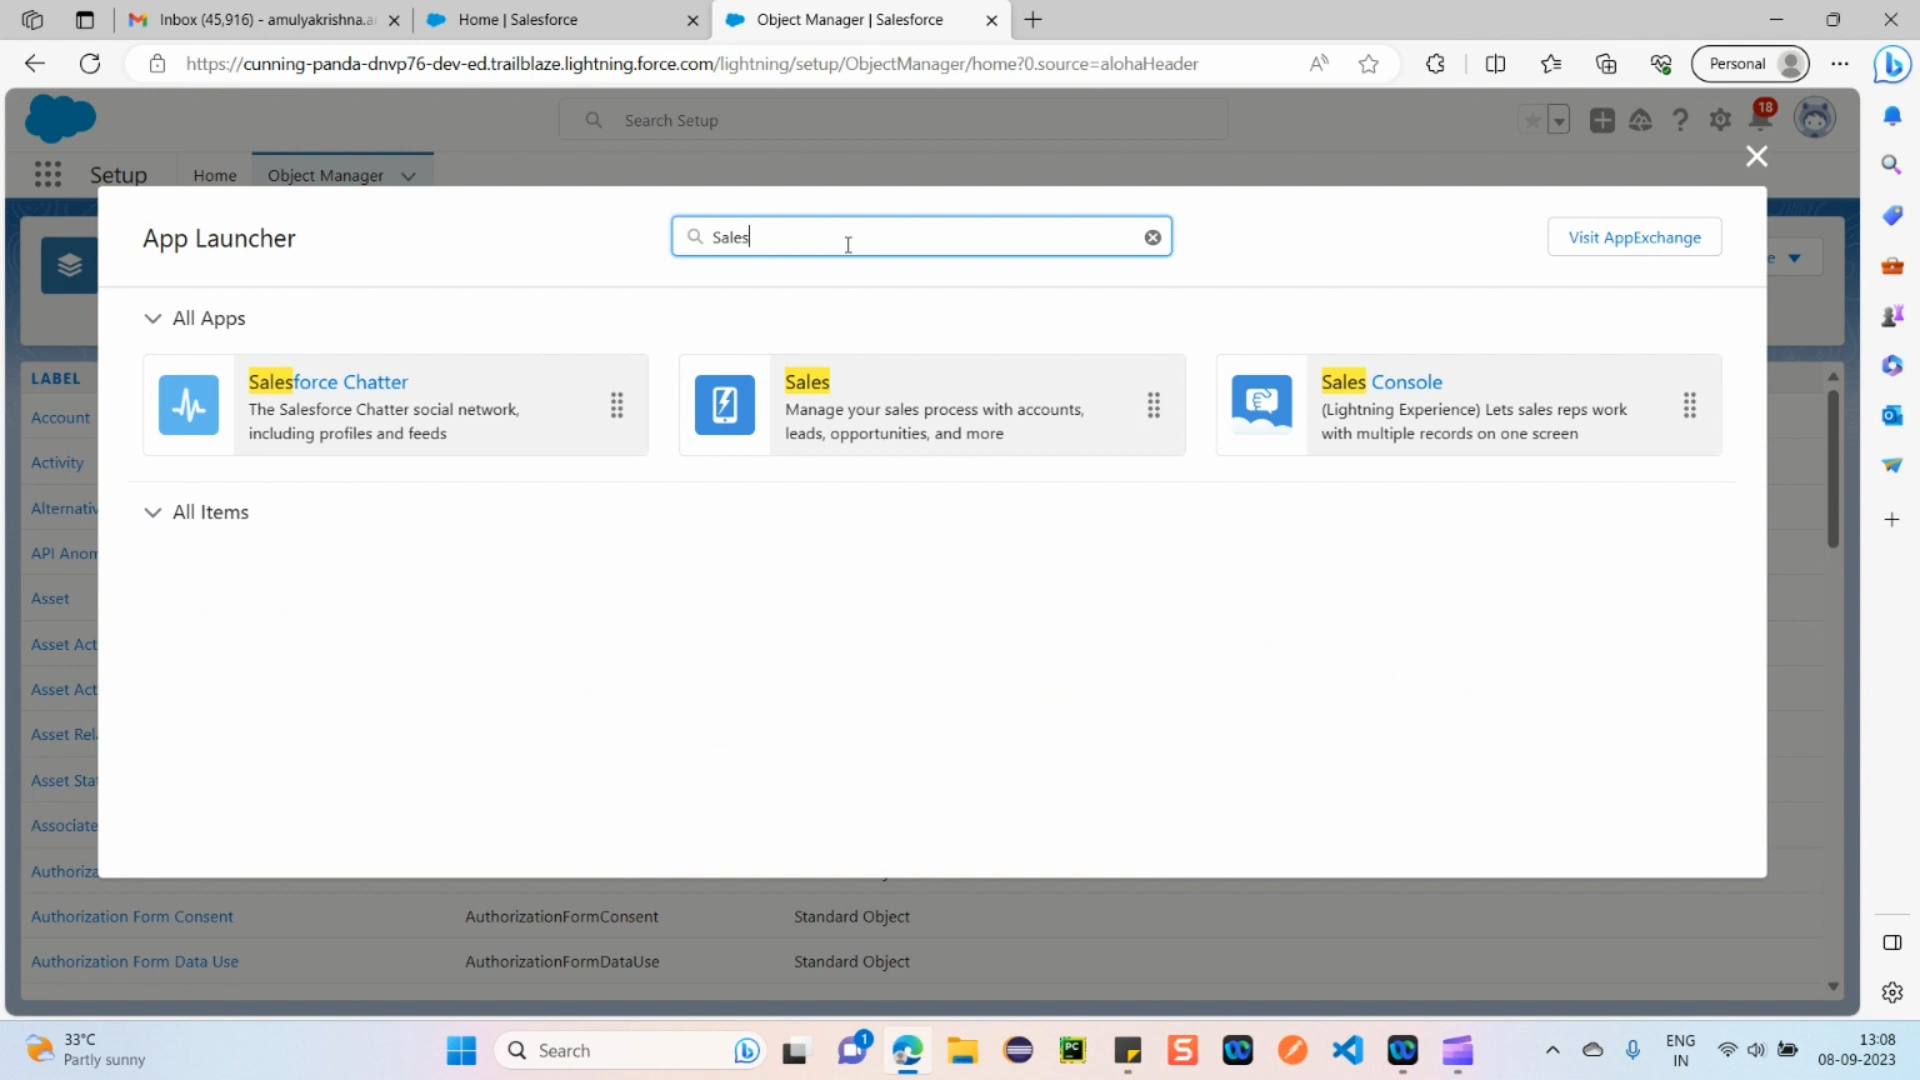 Inbox (45,916) - amulyakrishna.a
Home | Salesforce
Object Manager | Salesforce
https://cunning-panda-dnvp76-dev-ed.trailblaze.lightning.force.com/lightning/setup/ObjectManager/home?0.source=alohaHeader
Personal
Search Setup
18
Setup
Home
Object Manager
App Launcher
Sales
Visit AppExchange
e
All Apps
LABEL
Salesforce Chatter
The Salesforce Chatter social network,
including profiles and feeds
Sales
Manage your sales process with accounts,
leads, opportunities, and more
Sales Console
(Lightning Experience) Lets sales reps work
with multiple records on one screen
All Items
Account
Activity
Alternativ
API Anom
Asset
Asset Act
Asset Act
Asset Rel
Asset Stat
Associate
Authoriza
Authorization Form Consent
AuthorizationFormConsent
Standard Object
Authorization Form Data Use
AuthorizationFormDataUse
Standard Object
33°C
Partly sunny
Search
1
PC
S
ENG
IN
13:08
08-09-2023